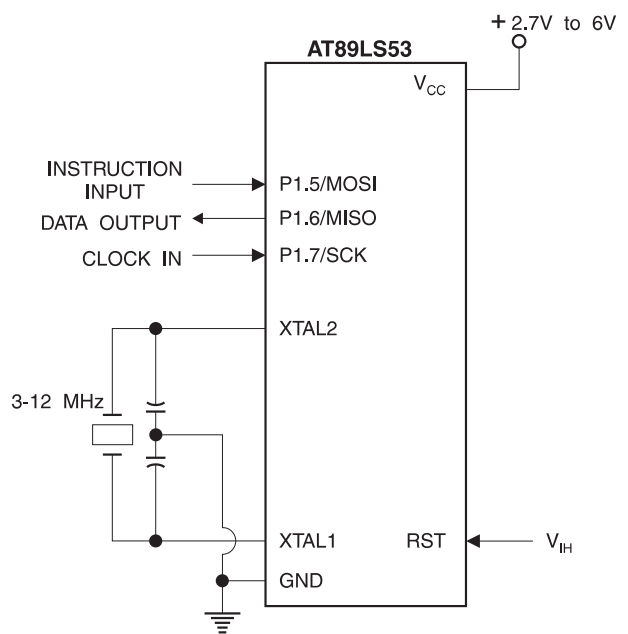 + 2.7V to 6V
AT89LS53
VCC
INSTRUCTION
INPUT
P1.5/MOSI
DATA OUTPUT
P1.6/MISO
CLOCK IN
P1.7/SCK
XTAL2
3-12 MHz
XTAL1
RST
VIH
GND